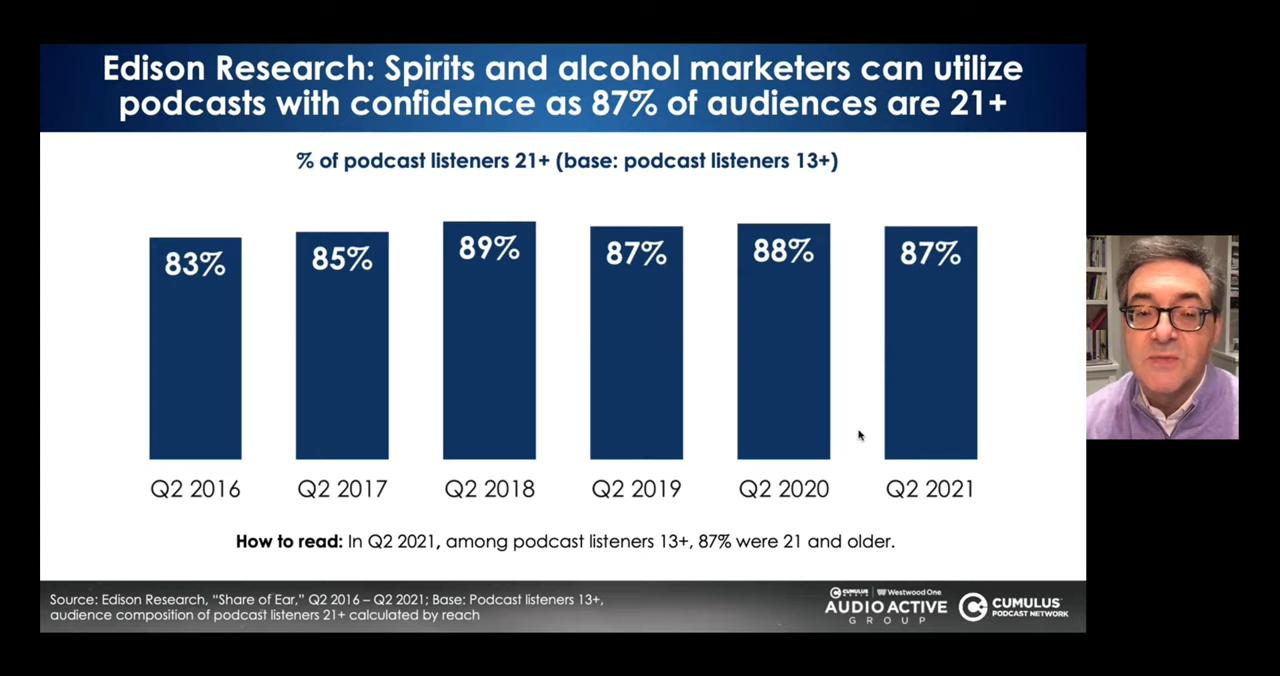 Edison Research: Spirits and alcohol marketers can utilize
podcasts with confidence as 87% of audiences are 21+
% of podcast listeners 21+ (base: podcast listeners 13+)
83%
85%
89%
87%
88%
87%
Q2 2016
Q2 2017
Q2 2018
Q2 2019
Q2 2020
Q2 2021
How to read: In Q2 2021, among podcast listeners 13+, 87% were 21 and older.
Source: Edison Research, “Share of Ear,” Q2 2016 – Q2 2021; Base: Podcast listeners 13+,
audience composition of podcast listeners 21+ calculated by reach
CUMULUS
MEDIA
Westwood One
AUDIO ACTIVE
GROUP
CUMULUS
PODCAST NETWORK